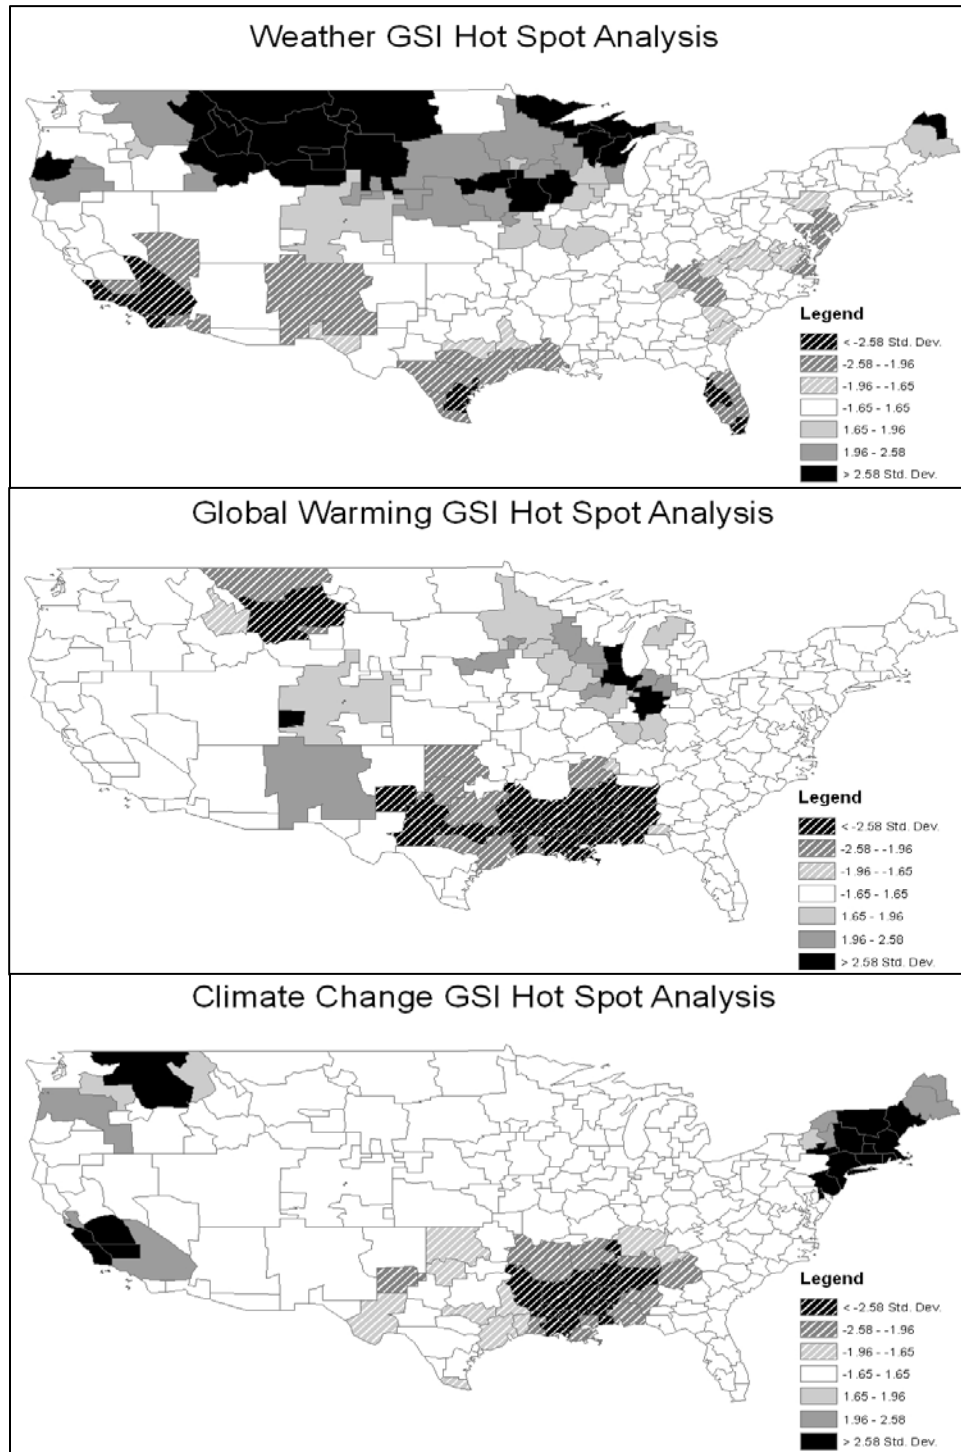 Weather GSI Hot Spot Analysis
Legend
< -2.58 Std. Dev.
-2.58 - -1.96
-1.96 - -1.65
-1.65 - 1.65
1.65 - 1.96
1.96 - 2.58
> 2.58 Std. Dev.
Global Warming GSI Hot Spot Analysis
Legend
< -2.58 Std. Dev.
-2.58 - -1.96
-1.96 - -1.65
-1.65 - 1.65
1.65 - 1.96
1.96 - 2.58
> 2.58 Std. Dev.
Climate Change GSI Hot Spot Analysis
Legend
< -2.58 Std. Dev.
-2.58 - -1.96
-1.96 - -1.65
-1.65 - 1.65
1.65 - 1.96
1.96 - 2.58
> 2.58 Std. Dev.